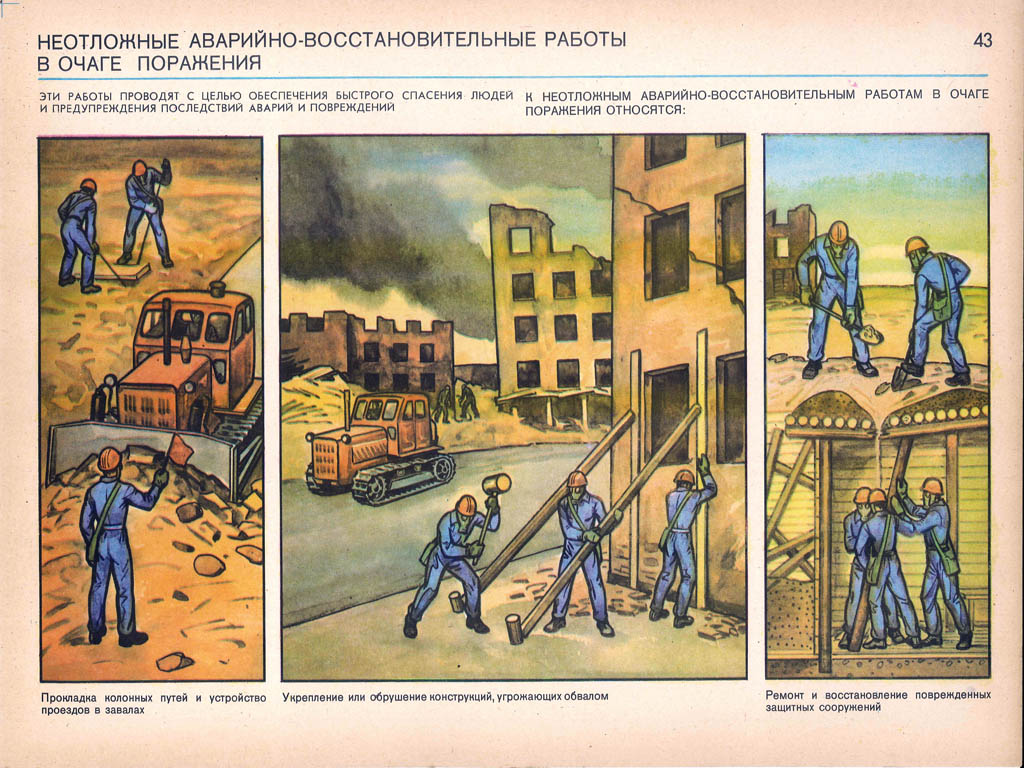 НЕОТЛОЖНЫЕ АВАРИЙНО-ВОССТАНОВИТЕЛЬНЫЕ РАБОТЫ
В ОЧАГЕ ПОРАЖЕНИЯ
43
ЭТИ РАБОТЫ ПРОВОДЯТ С ЦЕЛЬЮ ОБЕСПЕЧЕНИЯ БЫСТРОГО СПАСЕНИЯ ЛЮДЕЙ
И ПРЕДУПРЕЖДЕНИЯ ПОСЛЕДСТВИЙ АВАРИЙ И ПОВРЕЖДЕНИЙ
К НЕОТЛОЖНЫМ АВАРИЙНО-ВОССТАНОВИТЕЛЬНЫМ РАБОТАМ В ОЧАГЕ
ПОРАЖЕНИЯ ОТНОСЯТСЯ:
Прокладка колонных путей и устройство
проездов в завалах
Укрепление или обрушение конструкций, угрожающих обвалом
Ремонт и восстановление поврежденных
защитных сооружений